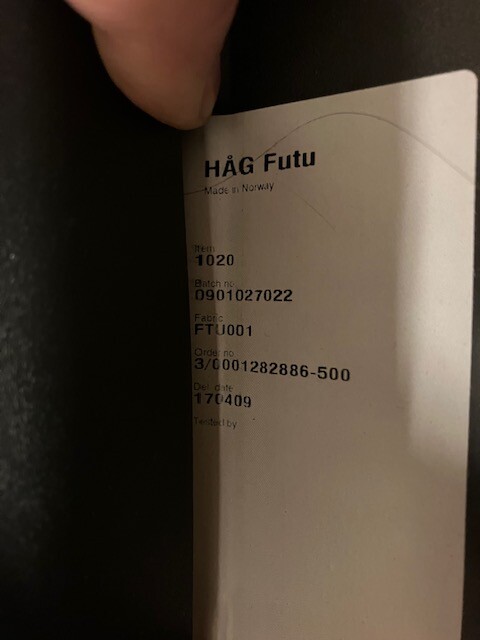 HÅG Futu
Made in Norway
Item
1020
Batch no
0901027022
Fabric
FTU001
Order no
3/0001282886-500
Del. date
170409
Tested by